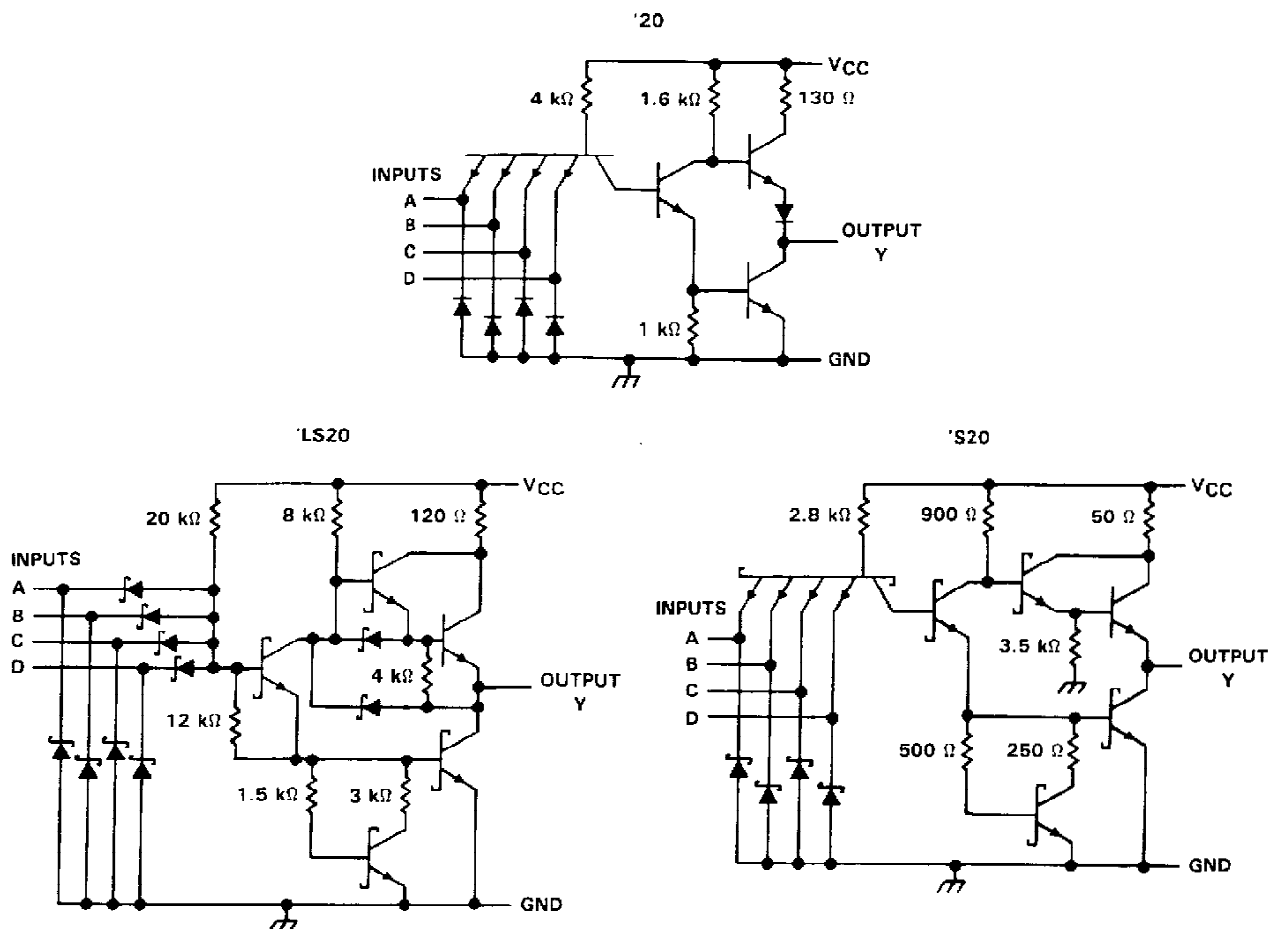 '20
VCC
4 kΩ
1.6 kΩ
130 Ω
INPUTS
A
B
C
D
OUTPUT
Y
1 kΩ
GND
'LS20
VCC
20 kΩ
8 kΩ
120 Ω
INPUTS
A
B
C
D
4 kΩ
OUTPUT
Y
12 kΩ
1.5 kΩ
3 kΩ
GND
'S20
VCC
2.8 kΩ
900 Ω
50 Ω
INPUTS
A
B
C
D
3.5 kΩ
OUTPUT
Y
500 Ω
250 Ω
GND